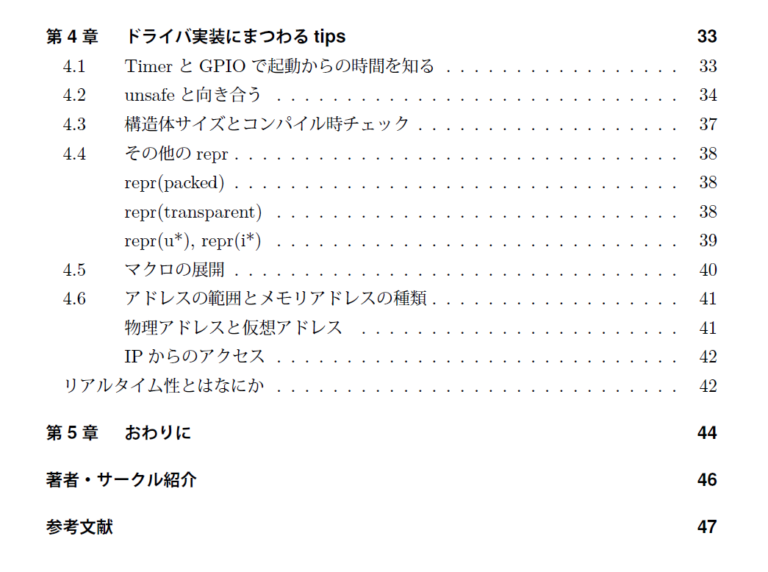 第 4 章 ドライバ実装にまつわる tips 33
4.1 Timer と GPIO で起動からの時間を知る . . . . . . . . . . . . . . . . . 33
4.2 unsafe と向き合う . . . . . . . . . . . . . . . . . . . . . . . . . . . . . 34
4.3 構造体サイズとコンパイル時チェック . . . . . . . . . . . . . . . . . . . 37
4.4 その他の repr . . . . . . . . . . . . . . . . . . . . . . . . . . . . . . . . 38
repr(packed) . . . . . . . . . . . . . . . . . . . . . . . . . . . . . . . . 38
repr(transparent) . . . . . . . . . . . . . . . . . . . . . . . . . . . . . 38
repr(u*), repr(i*) . . . . . . . . . . . . . . . . . . . . . . . . . . . . . 39
4.5 マクロの展開 . . . . . . . . . . . . . . . . . . . . . . . . . . . . . . . . 40
4.6 アドレスの範囲とメモリアドレスの種類 . . . . . . . . . . . . . . . . . . 41
物理アドレスと仮想アドレス . . . . . . . . . . . . . . . . . . . . . . . 41
IP からのアクセス . . . . . . . . . . . . . . . . . . . . . . . . . . . . . 42
リアルタイム性とはなにか . . . . . . . . . . . . . . . . . . . . . . . . . . . . . 42
第 5 章 おわりに 44
著者・サークル紹介 46
参考文献 47